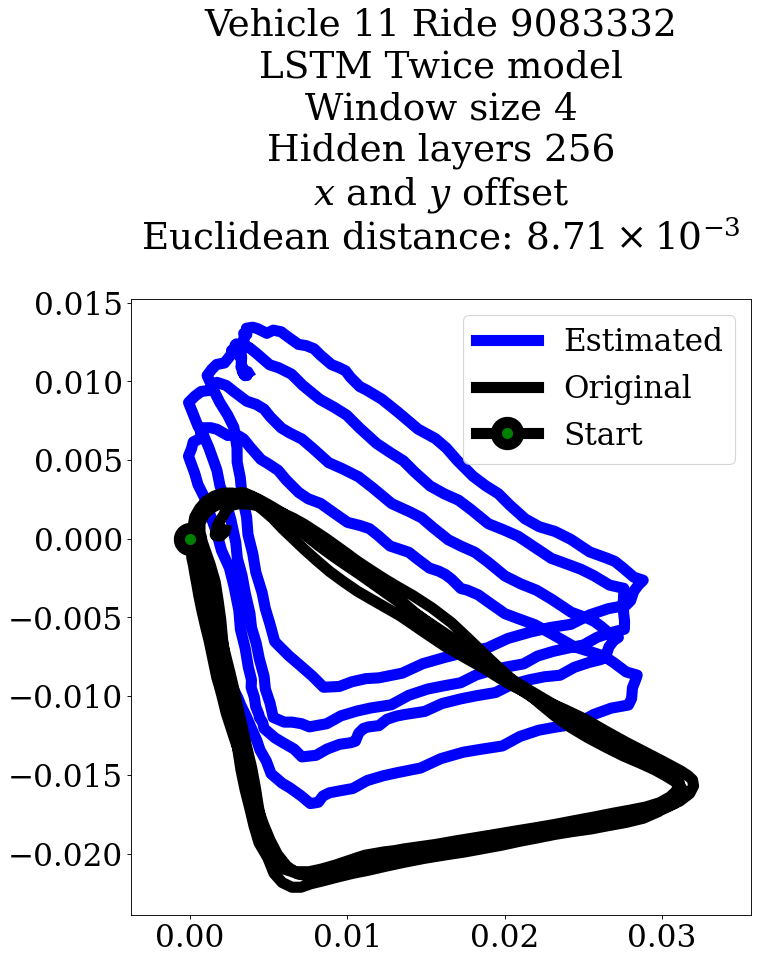 Vehicle 11 Ride 9083332
LSTM Twice model
Window size 4
Hidden layers 256
x and y offset
Euclidean distance: 8.71 × 10⁻³
0.015
0.010
0.005
0.000
−0.005
−0.010
−0.015
−0.020
Estimated
Original
Start
0.00 0.01 0.02 0.03